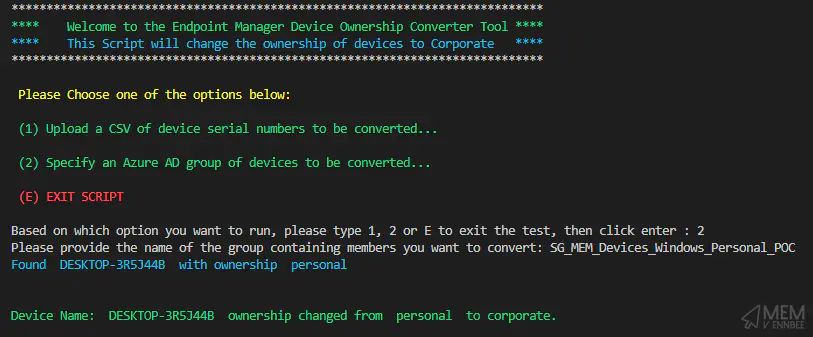 ****************************************************************************
**** Welcome to the Endpoint Manager Device Ownership Converter Tool ****
**** This Script will change the ownership of devices to Corporate ****
****************************************************************************
Please Choose one of the options below:
(1) Upload a CSV of device serial numbers to be converted...
(2) Specify an Azure AD group of devices to be converted...
(E) EXIT SCRIPT
Based on which option you want to run, please type 1, 2 or E to exit the test, then click enter : 2
Please provide the name of the group containing members you want to convert: SG_MEM_Devices_Windows_Personal_POC
Found DESKTOP-3R5J44B with ownership personal
Device Name: DESKTOP-3R5J44B ownership changed from personal to corporate.
MEM
V ENNBEE